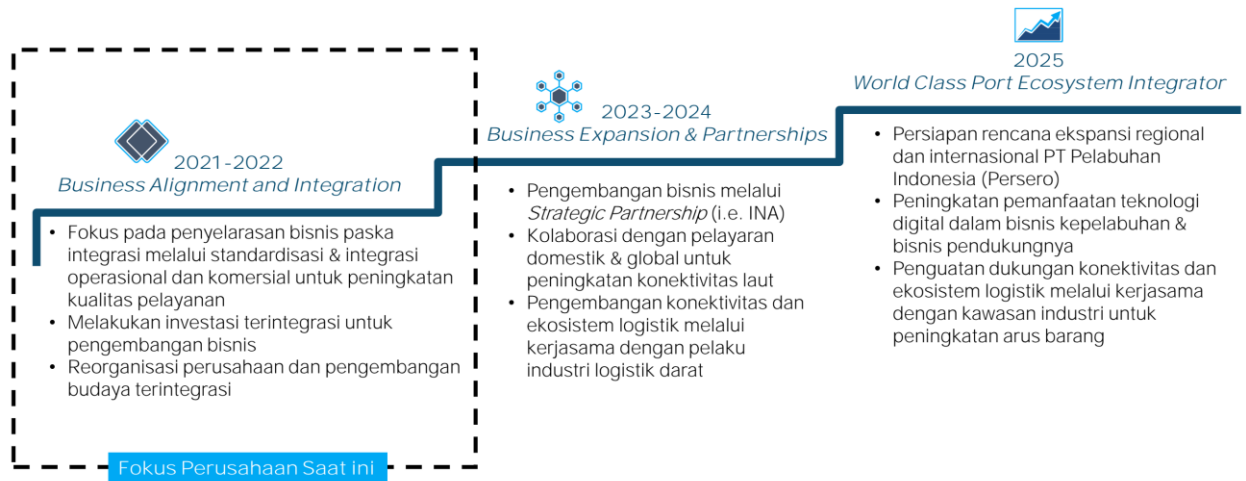 2021-2022
Business Alignment and Integration
• Fokus pada penyelarasan bisnis paska
integrasi melalui standardisasi & integrasi
operasional dan komersial untuk peningkatan
kualitas pelayanan
• Melakukan investasi terintegrasi untuk
pengembangan bisnis
• Reorganisasi perusahaan dan pengembangan
budaya terintegrasi
Fokus Perusahaan Saat ini
2023-2024
Business Expansion & Partnerships
• Pengembangan bisnis melalui
Strategic Partnership (i.e. INA)
• Kolaborasi dengan pelayaran
domestik & global untuk
peningkatan konektivitas laut
• Pengembangan konektivitas dan
ekosistem logistik melalui
kerjasama dengan pelaku
industri logistik darat
2025
World Class Port Ecosystem Integrator
• Persiapan rencana ekspansi regional
dan internasional PT Pelabuhan
Indonesia (Persero)
• Peningkatan pemanfaatan teknologi
digital dalam bisnis kepelabuhan &
bisnis pendukungnya
• Penguatan dukungan konektivitas dan
ekosistem logistik melalui kerjasama
dengan kawasan industri untuk
peningkatan arus barang